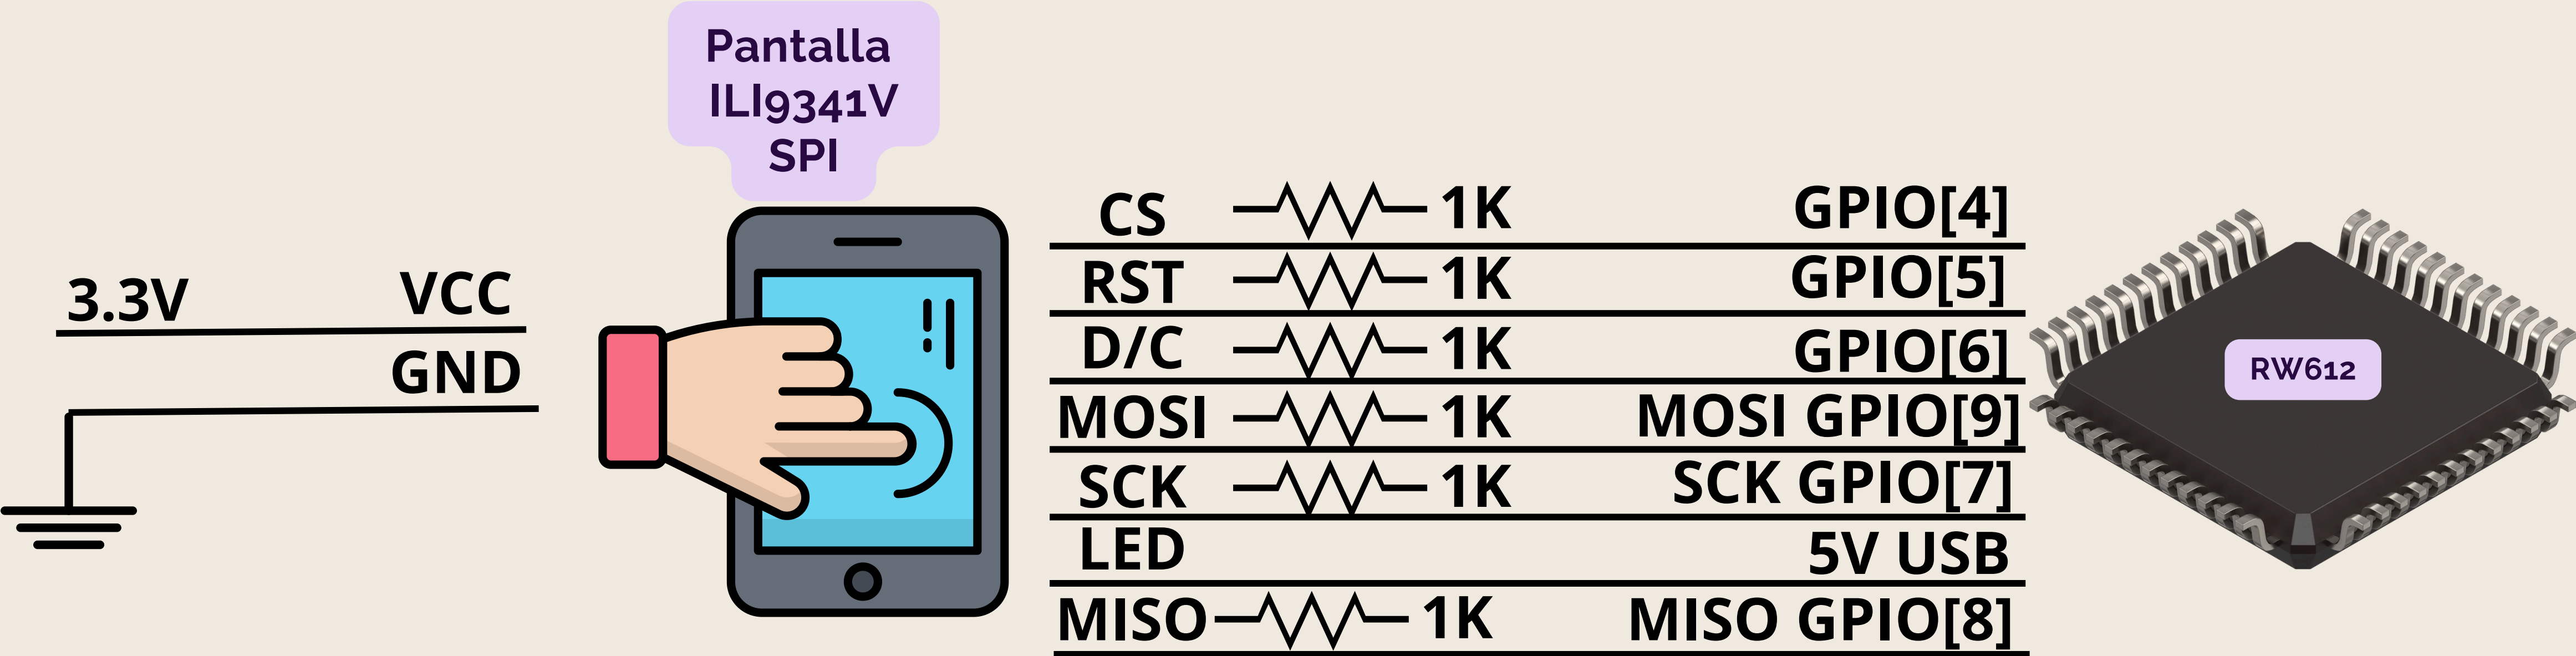 Pantalla
ILI9341V
SPI
3.3V VCC
GND
CS 1K GPIO[4]
RST 1K GPIO[5]
D/C 1K GPIO[6]
MOSI 1K MOSI GPIO[9]
SCK 1K SCK GPIO[7]
LED 5V USB
MISO 1K MISO GPIO[8]
RW612